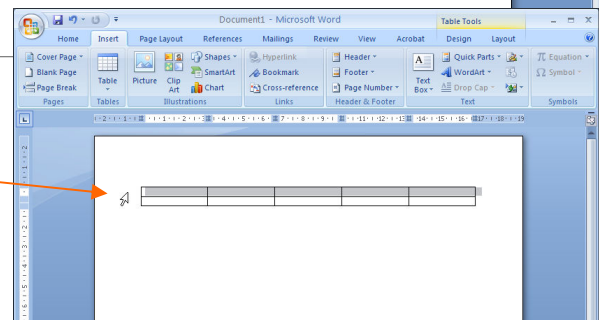 Document1 - Microsoft Word
Table Tools
Home Insert Page Layout References Mailings Review View Acrobat Design Layout
Cover Page
Blank Page
Page Break
Pages
Table
Tables
Picture
Clip Art
Shapes
SmartArt
Chart
Illustrations
Hyperlink
Bookmark
Cross-reference
Links
Header
Footer
Page Number
Header & Footer
Text Box
Quick Parts
WordArt
Drop Cap
Text
Equation
Symbol
Symbols